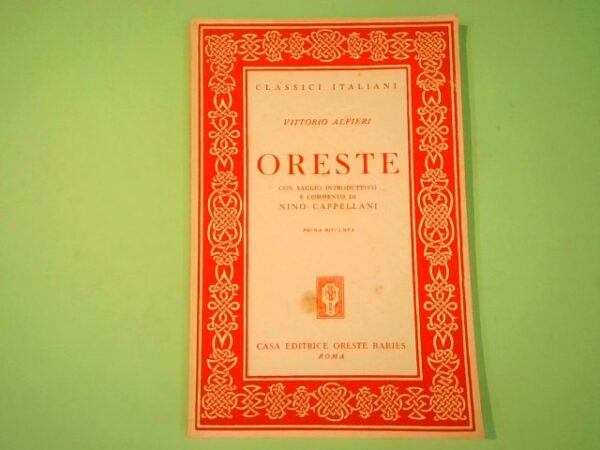 CLASSICI ITALIANI
VITTORIO ALFIERI
ORESTE
CON SAGGIO INTRODUTTIVO
E COMMENTO DI
NINO CAPPELLANI
PRIMA RISTAMPA
CASA EDITRICE ORESTE BARJES
ROMA